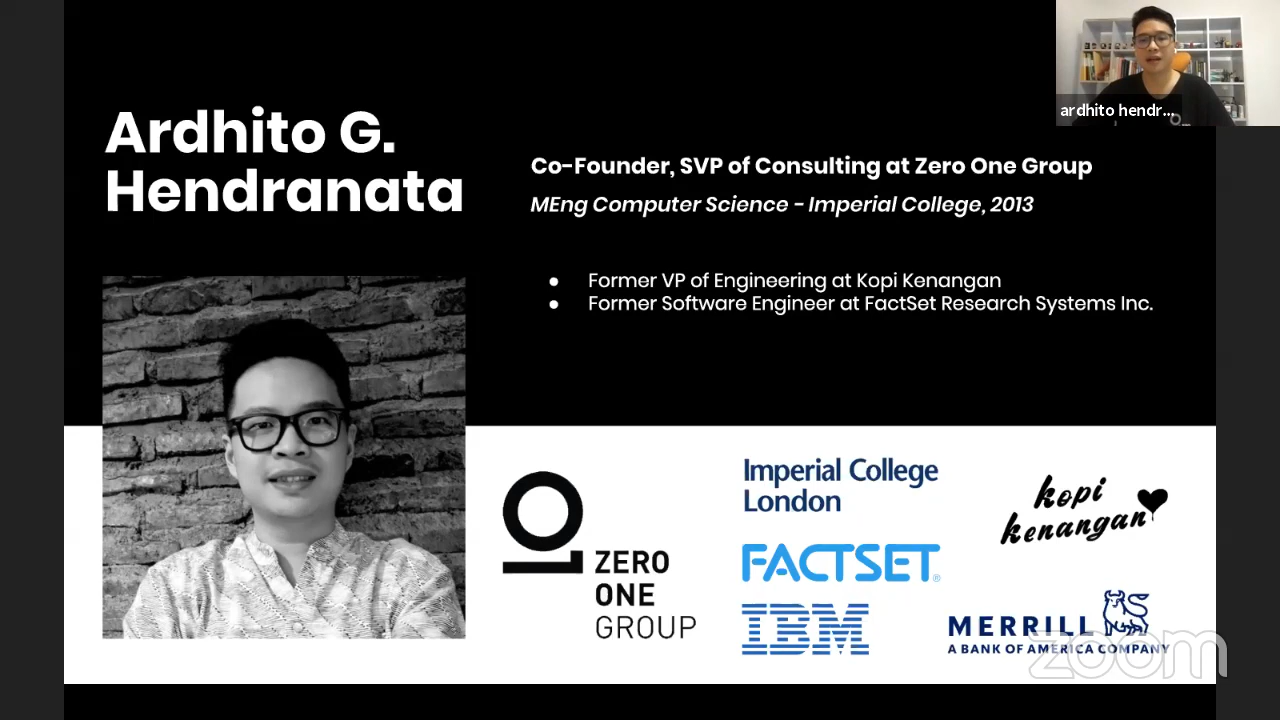 Ardhito G.
Hendranata
ardhito hendr...
Co-Founder, SVP of Consulting at Zero One Group
MEng Computer Science - Imperial College, 2013
● Former VP of Engineering at Kopi Kenangan
● Former Software Engineer at FactSet Research Systems Inc.
ZERO
ONE
GROUP
Imperial College
London
FACTSET®
IBM
kopi
kenangan
MERRILL
A BANK OF AMERICA COMPANY
zoom